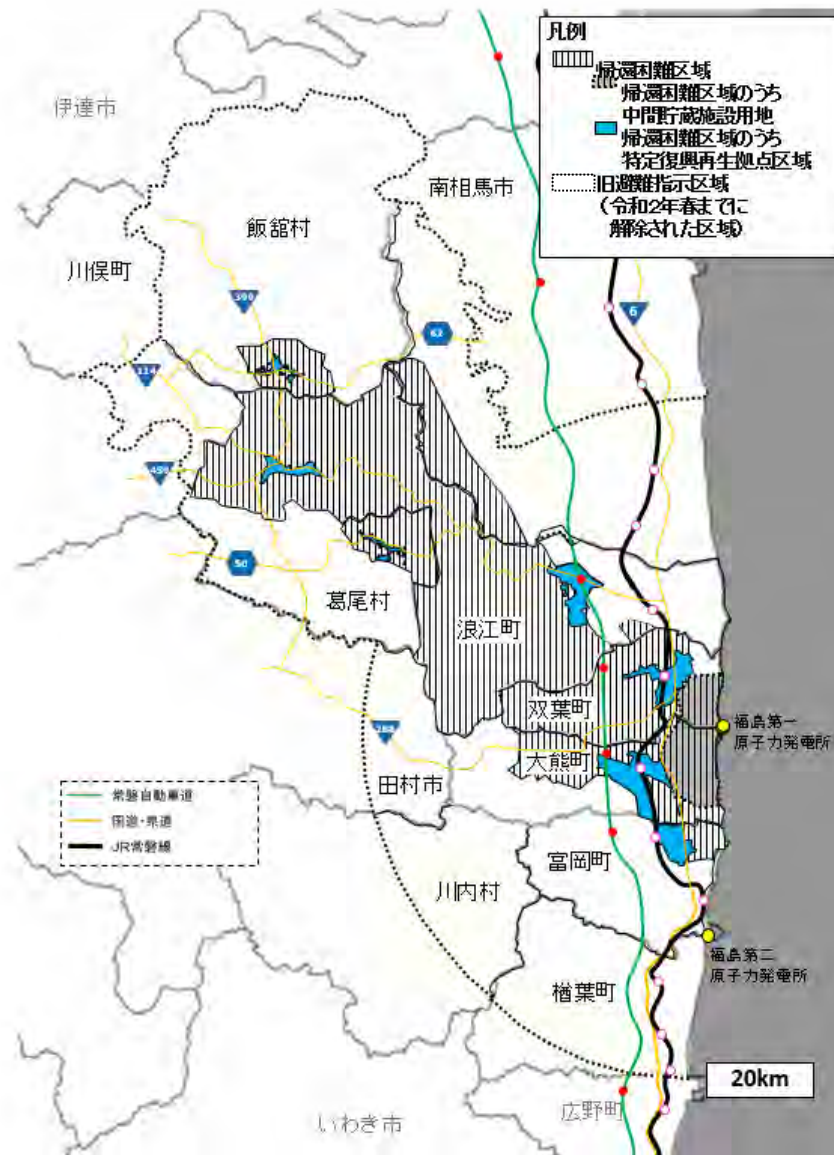 凡例
帰還困難区域
帰還困難区域のうち
中間貯蔵施設用地
帰還困難区域のうち
特定復興再生拠点区域
旧避難指示区域
(令和2年春までに
解除された区域)
伊達市
南相馬市
飯舘村
川俣町
399
6
62
114
459
50
葛尾村
浪江町
双葉町
福島第一
原子力発電所
288
大熊町
田村市
常磐自動車道
国道・県道
JR常磐線
富岡町
川内村
福島第二
原子力発電所
楢葉町
20km
広野町
いわき市